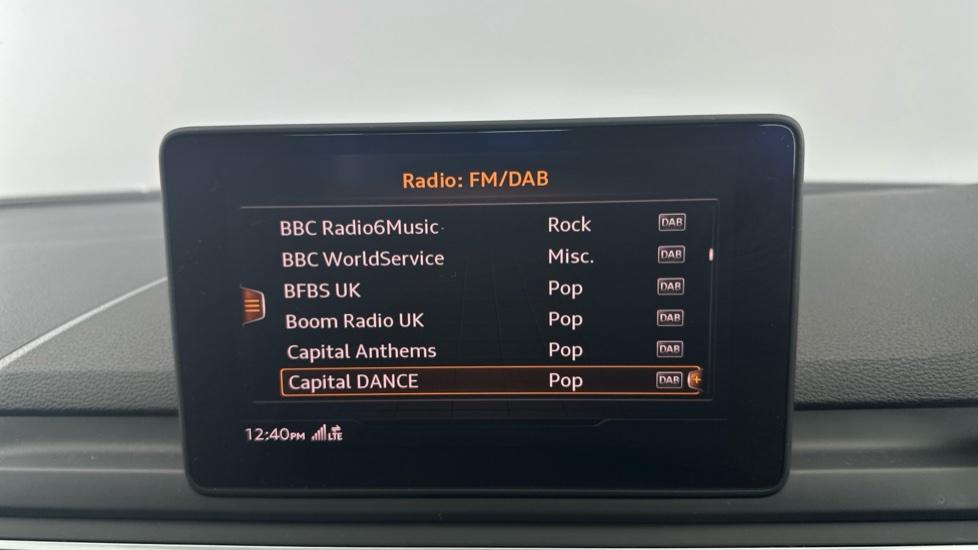 Radio: FM/DAB
BBC Radio6Music Rock DAB
BBC WorldService Misc. DAB
BFBS UK Pop DAB
Boom Radio UK Pop DAB
Capital Anthems Pop DAB
Capital DANCE Pop DAB +
12:40PM LTE